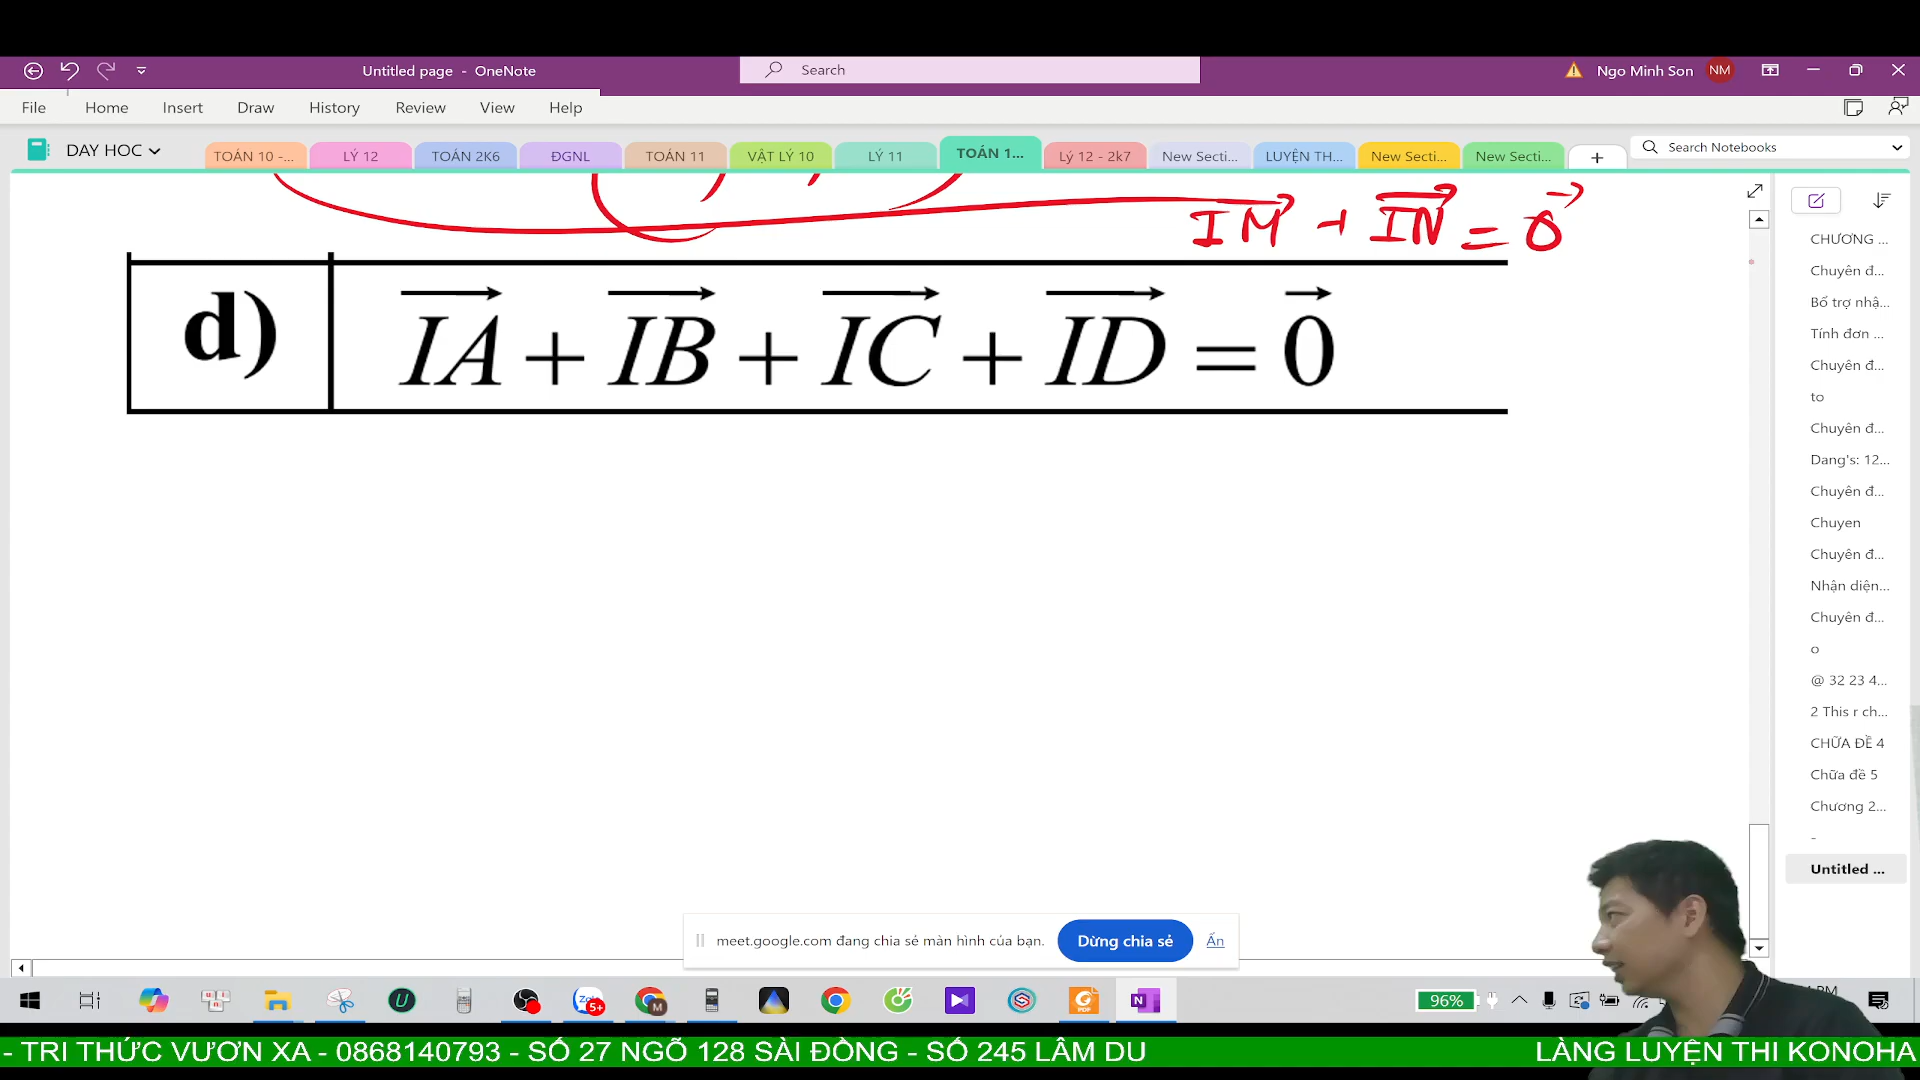 Untitled page - OneNote
Search
Ngo Minh Son
NM
File Home Insert Draw History Review View Help
DAY HOC
TOÁN 10 -...
LÝ 12
TOÁN 2K6
ĐGNL
TOÁN 11
VẬT LÝ 10
LÝ 11
TOÁN 1...
Lý 12 - 2k7
New Secti...
LUYỆN TH...
New Secti...
New Secti...
+
Search Notebooks
IM + IN = 0
d) IA + IB + IC + ID = 0
CHƯƠNG ...
Chuyên đ...
Bổ trợ nhậ...
Tính đơn ...
Chuyên đ...
to
Chuyên đ...
Dang's: 12...
Chuyên đ...
Chuyen
Chuyên đ...
Nhận diện...
Chuyên đ...
o
@ 32 23 4...
2 This r ch...
CHỮA ĐỀ 4
Chữa đề 5
Chương 2...
-
Untitled ...
meet.google.com đang chia sẻ màn hình của bạn.
Dừng chia sẻ
Ẩn
96%
PM
- TRI THỨC VƯƠN XA - 0868140793 - SỐ 27 NGÕ 128 SÀI ĐỒNG - SỐ 245 LÂM DU
LÀNG LUYỆN THI KONOHA